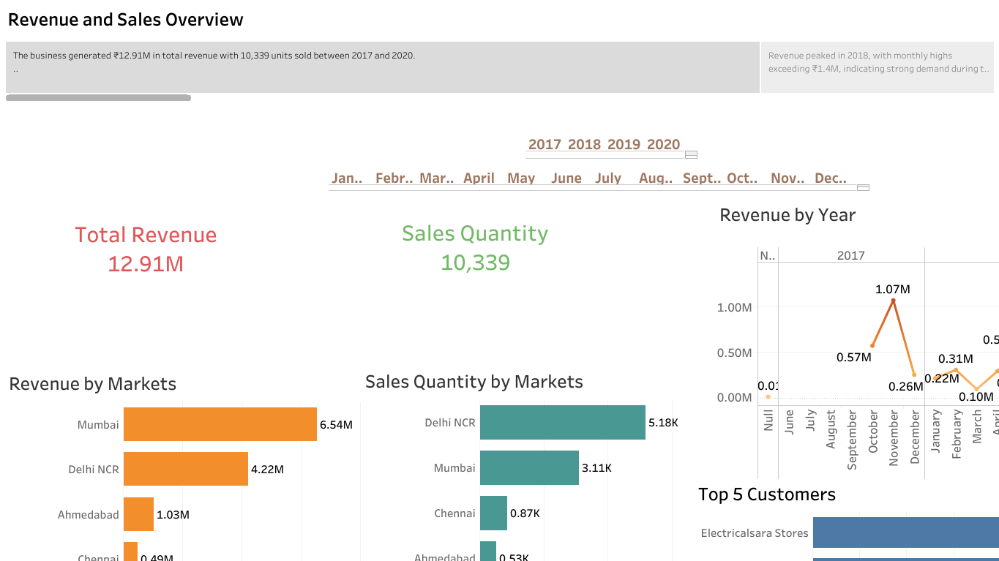 Revenue and Sales Overview
The business generated ₹12.91M in total revenue with 10,339 units sold between 2017 and 2020.
..
Revenue peaked in 2018, with monthly highs
exceeding ₹1.4M, indicating strong demand during t..
2017 2018 2019 2020
Jan.. Febr.. Mar.. April May June July Aug.. Sept.. Oct.. Nov.. Dec..
Total Revenue
12.91M
Sales Quantity
10,339
Revenue by Year
N.. 2017
1.00M
0.50M
0.00M
0.01
0.57M
1.07M
0.26M
0.22M
0.31M
0.10M
0.5
Null
June
July
August
September
October
November
December
January
February
March
April
Revenue by Markets
Mumbai 6.54M
Delhi NCR 4.22M
Ahmedabad 1.03M
Chennai 0.49M
Sales Quantity by Markets
Delhi NCR 5.18K
Mumbai 3.11K
Chennai 0.87K
Ahmedabad 0.53K
Top 5 Customers
Electricalsara Stores